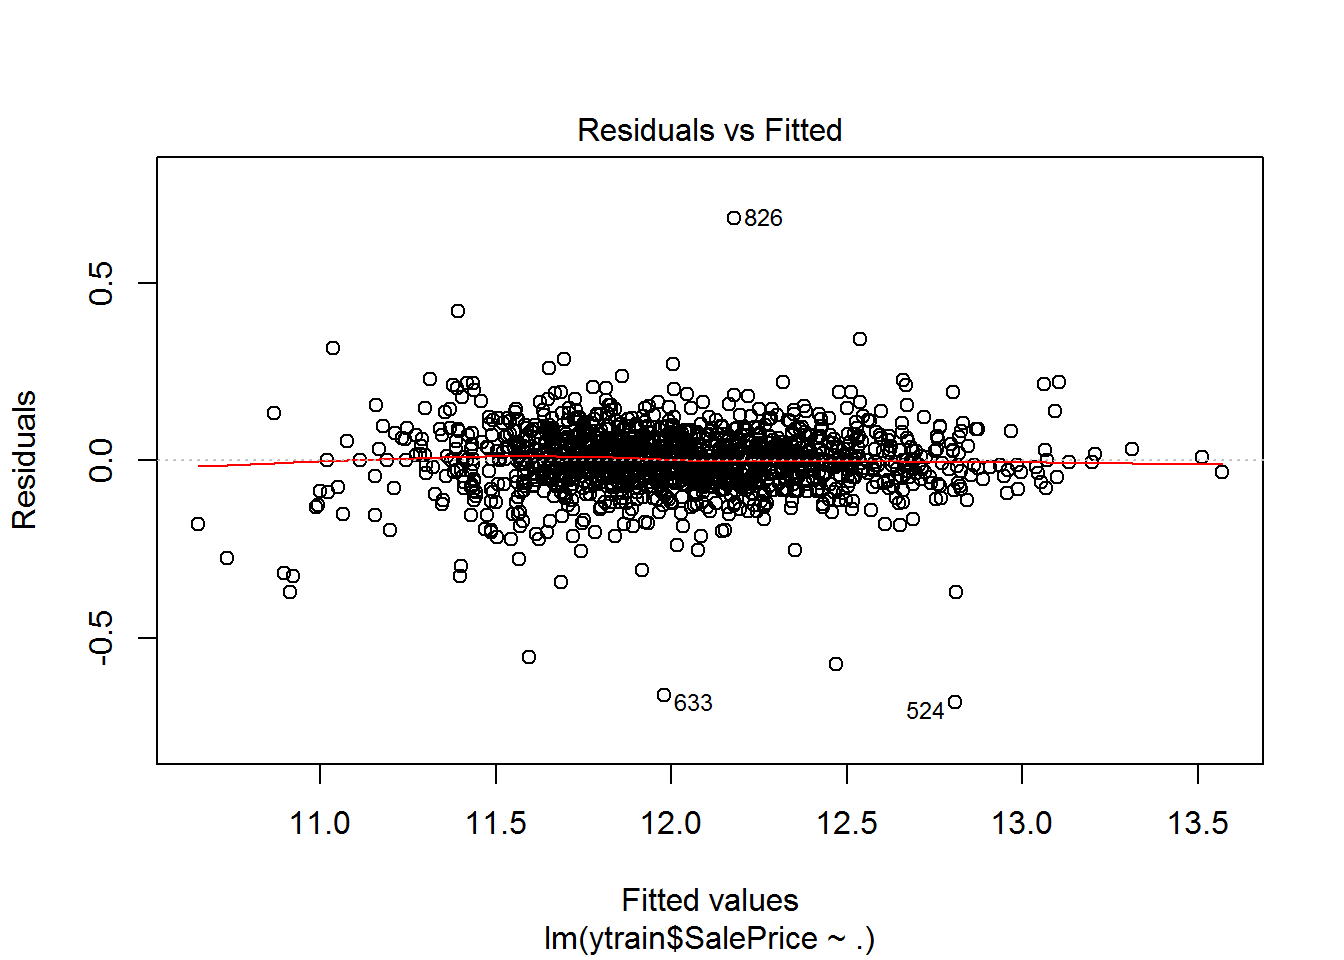 Residuals vs Fitted
826
0.5
0.0
-0.5
Residuals
633
524
11.0 11.5 12.0 12.5 13.0 13.5
Fitted values
lm(ytrain$SalePrice ~ .)